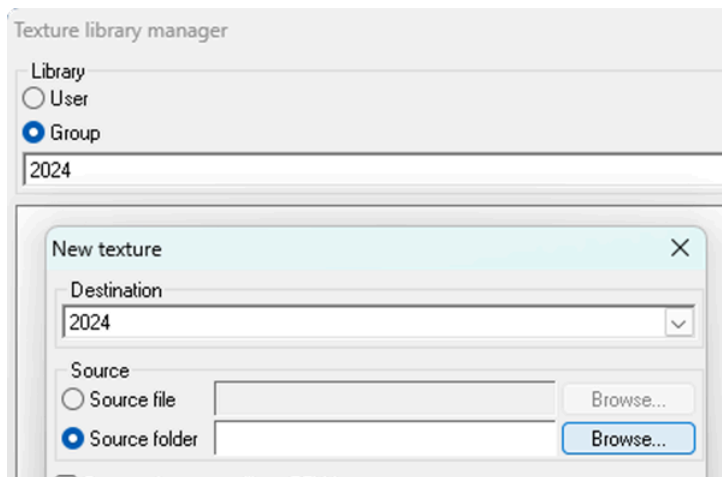 Texture library manager
Library
User
Group
2024
New texture
Destination
2024
Source
Source file Browse...
Source folder Browse...